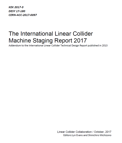 KEK 2017-3
DESY 17-180
CERN-ACC-2017-0097
The International Linear Collider
Machine Staging Report 2017
Addendum to the International Linear Collider Technical Design Report published in 2013
Linear Collider Collaboration / October, 2017
Editors: Lyn Evans and Shinichiro Michizono